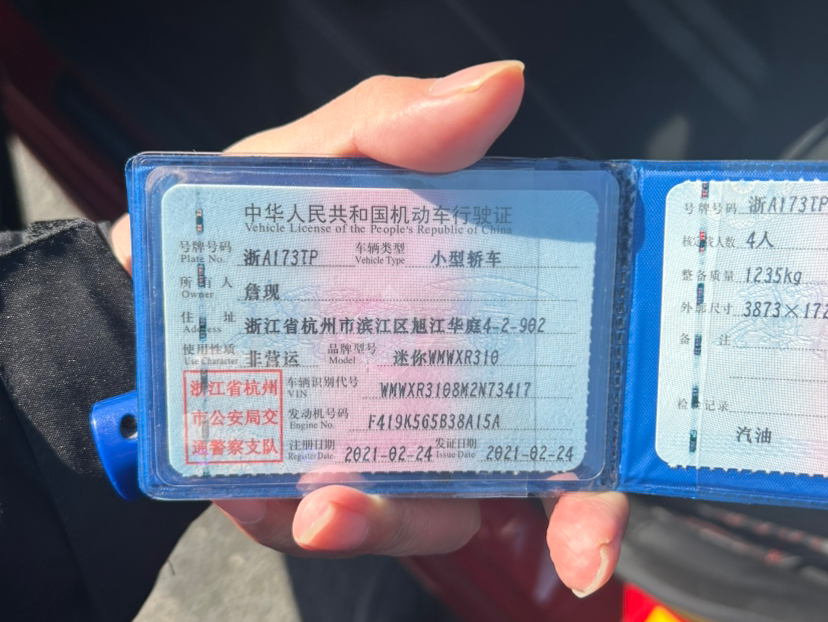 中华人民共和国机动车行驶证
Vehicle License of the People's Republic of China
号牌号码 浙A173TP 车辆类型 小型轿车
Plate No. Vehicle Type
所有人 詹现
Owner
住址 浙江省杭州市滨江区旭江华庭4-2-902
Address
使用性质 非营运 品牌型号 迷你WMWXR310
Use Character Model
浙江省杭州
市公安局交
通警察支队
车辆识别代号 WMWXR3108M2N73417
VIN
发动机号码 F419K565B38A15A
Engine No.
注册日期 2021-02-24 发证日期 2021-02-24
Register Date Issue Date
号牌号码 浙A173TP
核定载人数 4人
整备质量 1235kg
外廓尺寸 3873×172
备注
检验记录
汽油